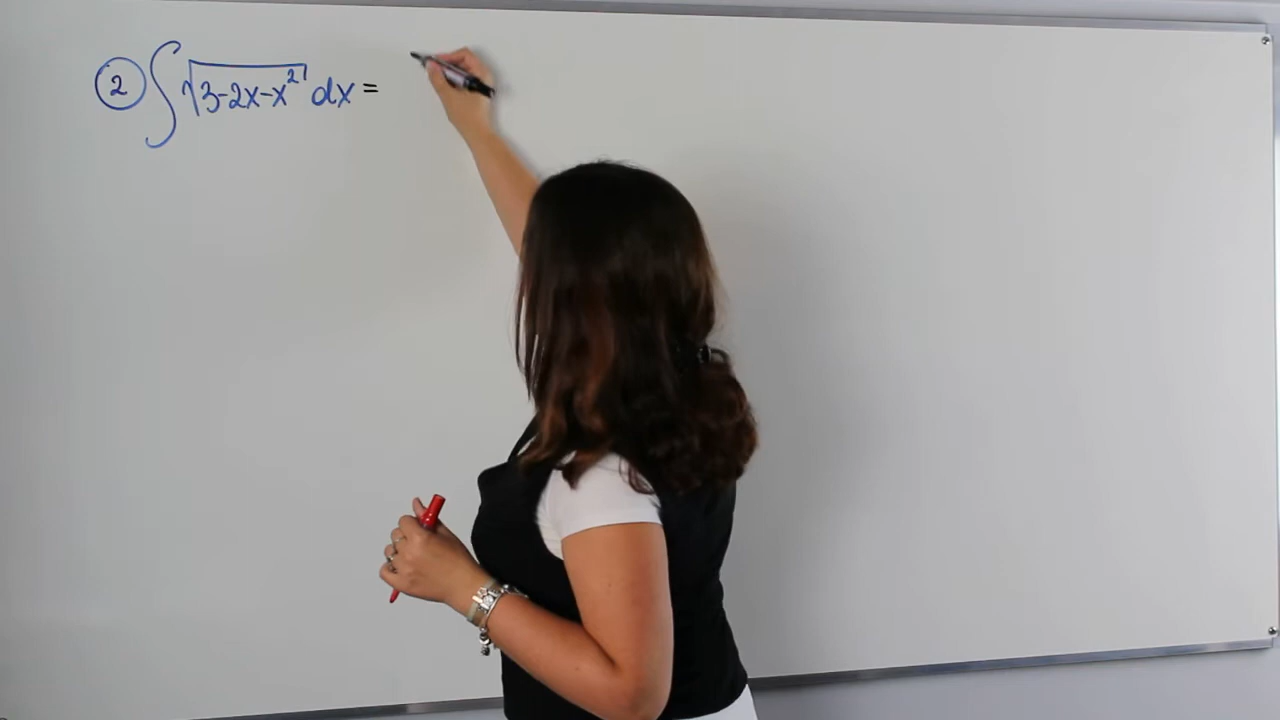 ② ∫ √(3-2x-x²) dx =